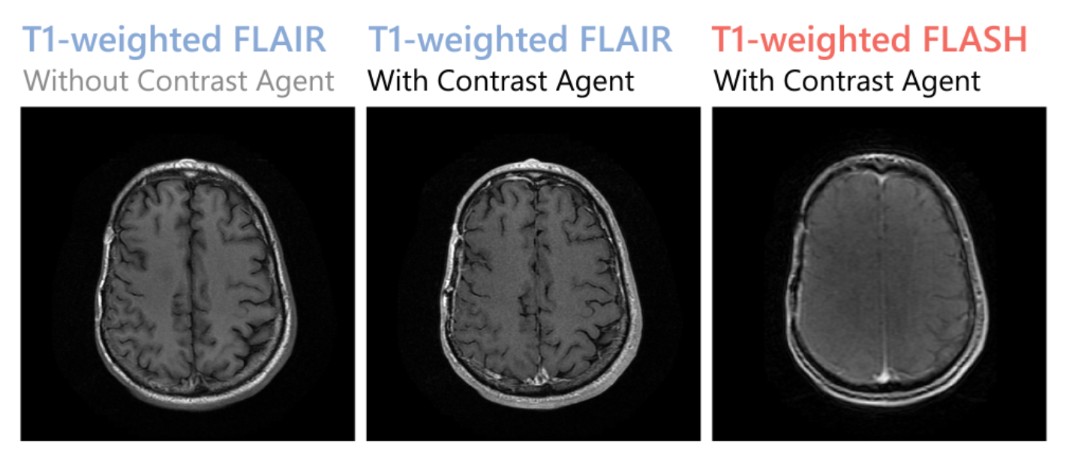 T1-weighted FLAIR
Without Contrast Agent
T1-weighted FLAIR
With Contrast Agent
T1-weighted FLASH
With Contrast Agent